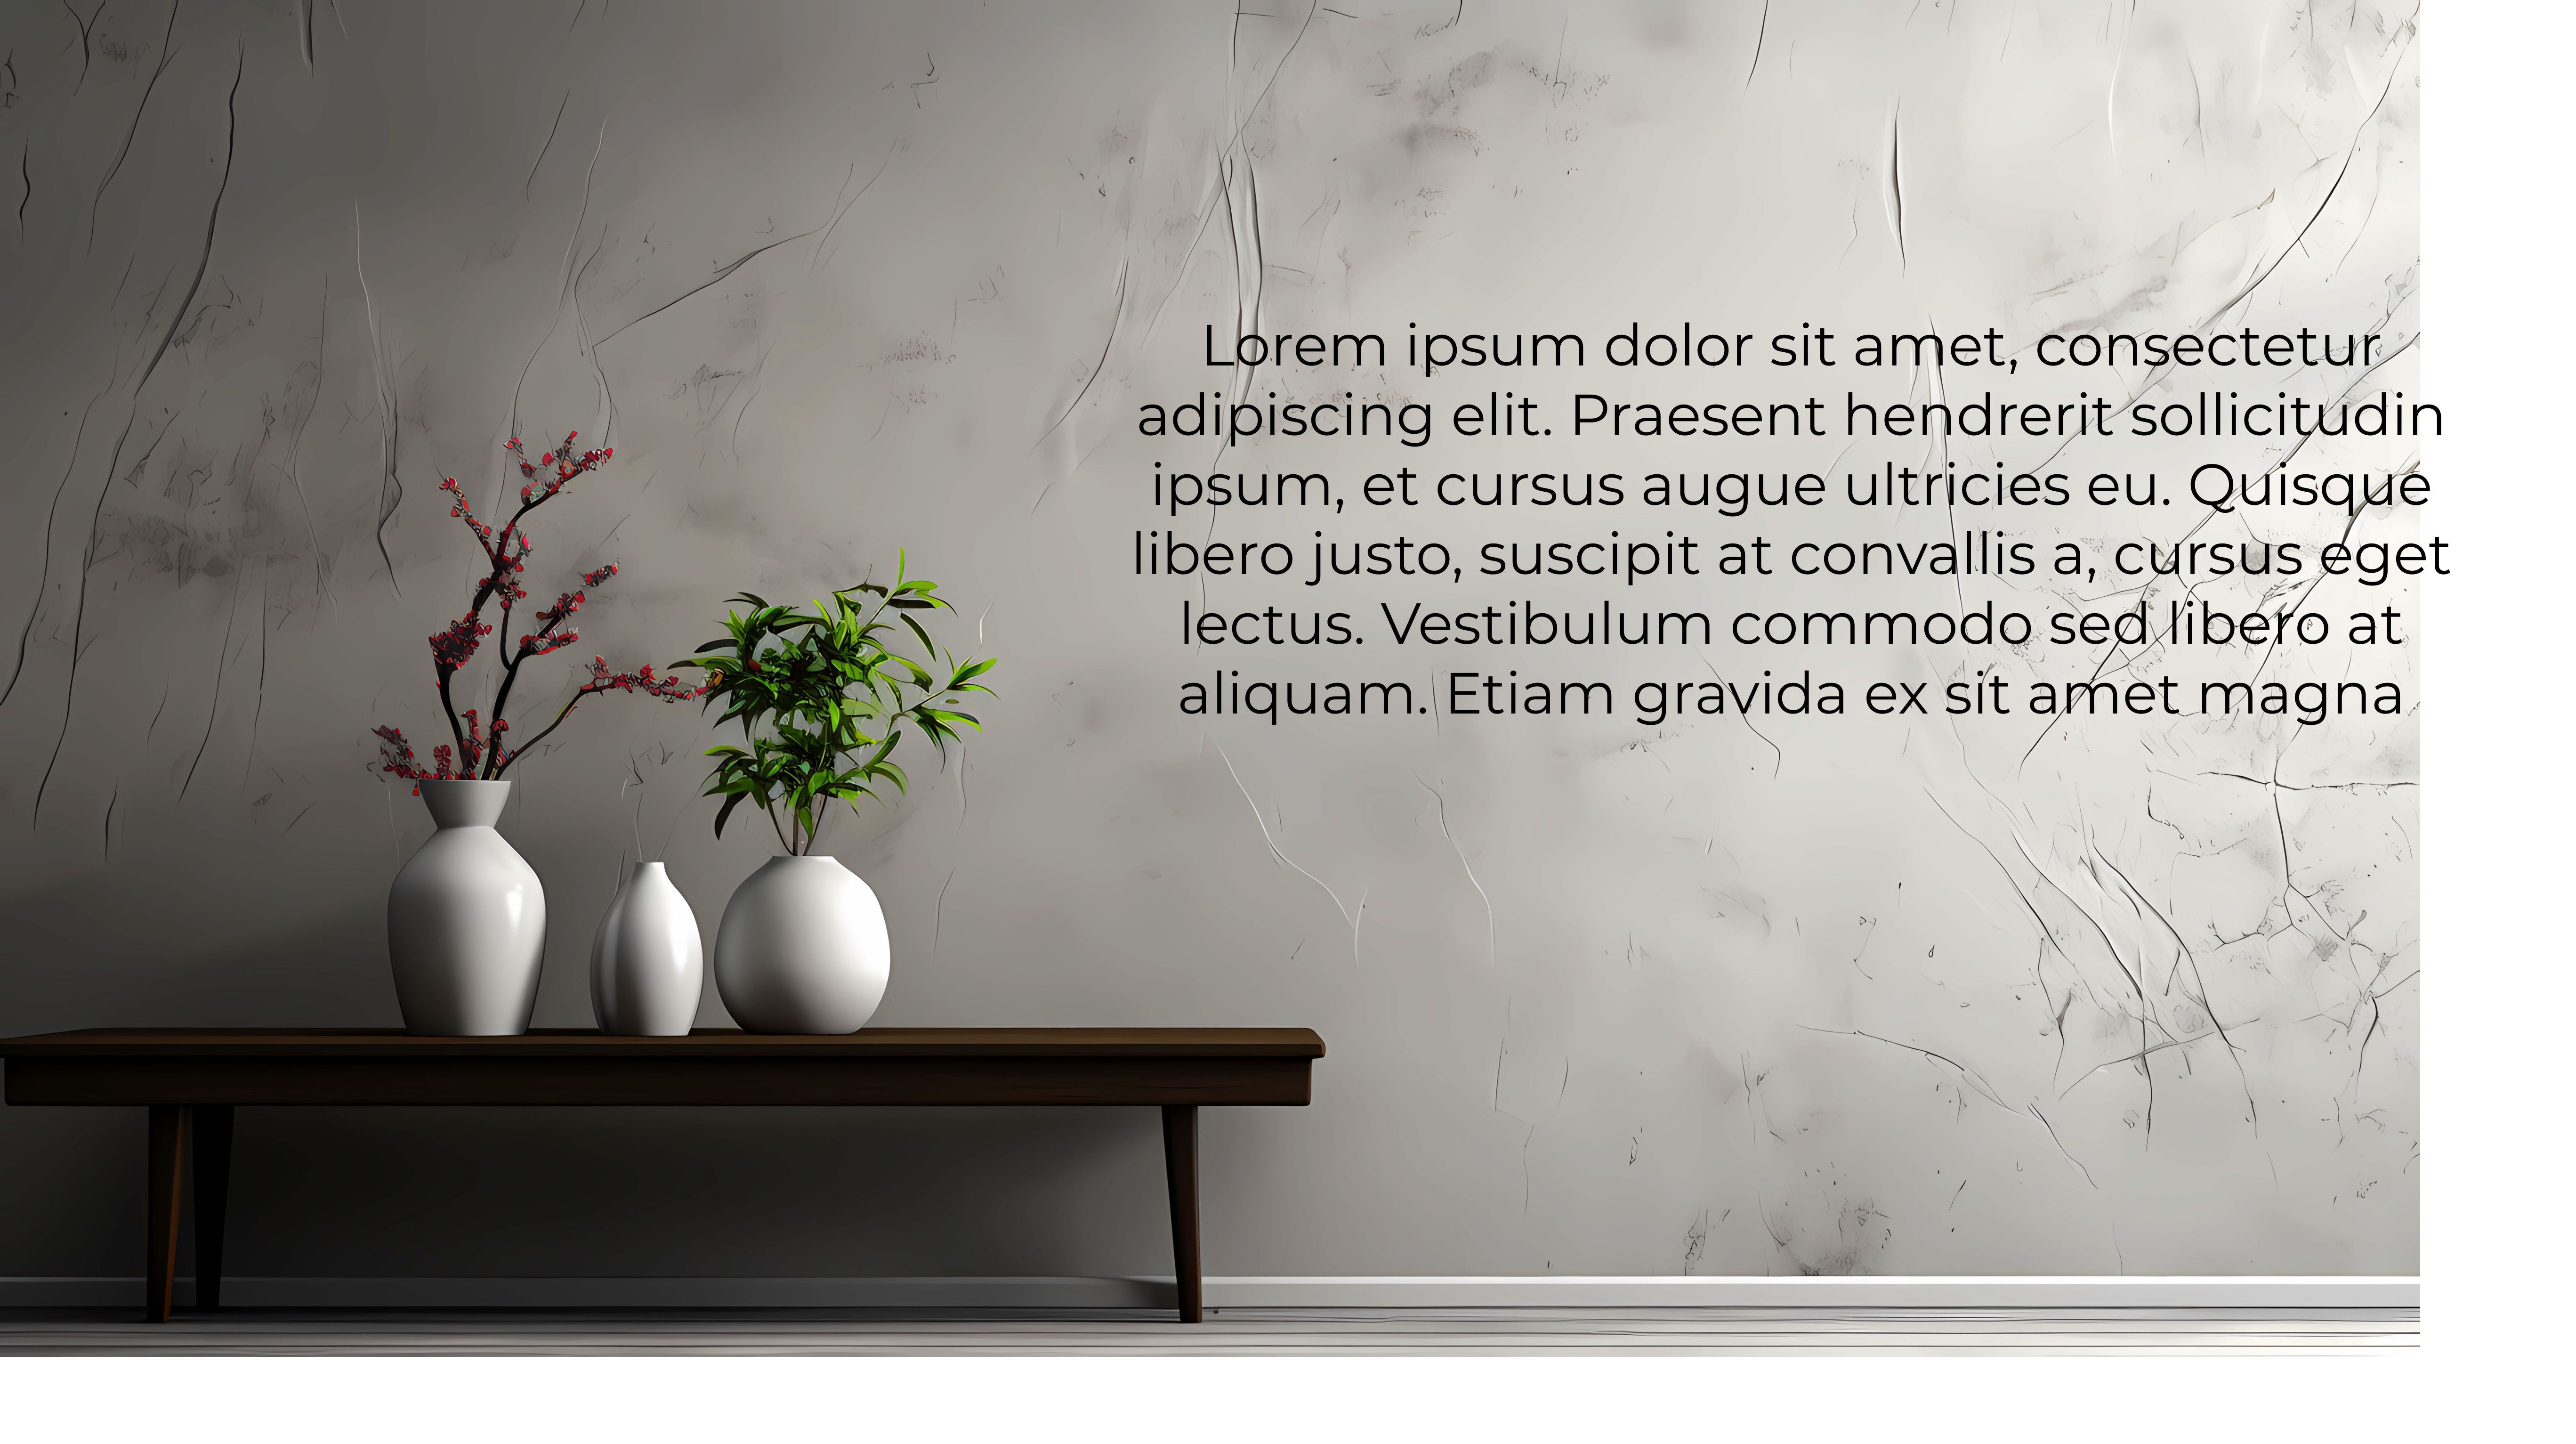 Lorem ipsum dolor sit amet, consectetur
adipiscing elit. Praesent hendrerit sollicitudin
ipsum, et cursus augue ultricies eu. Quisque
libero justo, suscipit at convallis a, cursus eget
lectus. Vestibulum commodo sed libero at
aliquam. Etiam gravida ex sit amet magna